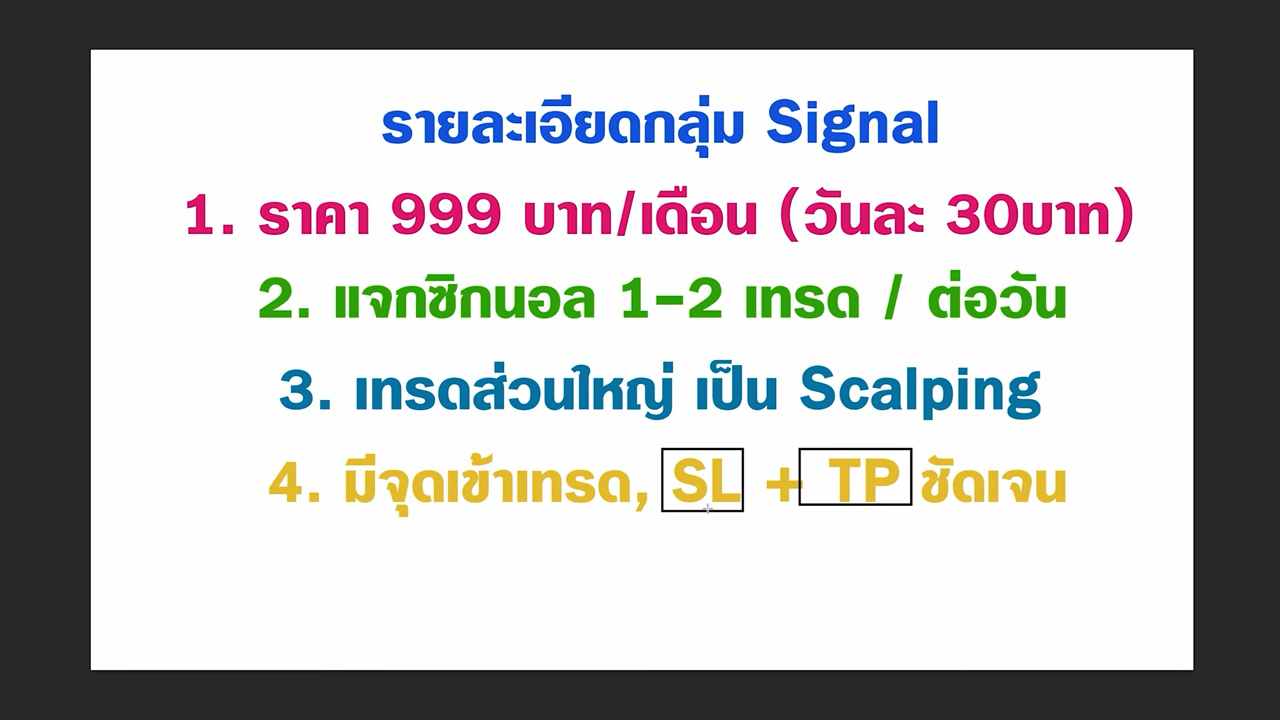 รายละเอียดกลุ่ม Signal
1. ราคา 999 บาท/เดือน (วันละ 30บาท)
2. แจกซิกนอล 1-2 เทรด / ต่อวัน
3. เทรดส่วนใหญ่ เป็น Scalping
4. มีจุดเข้าเทรด, SL + TP ชัดเจน